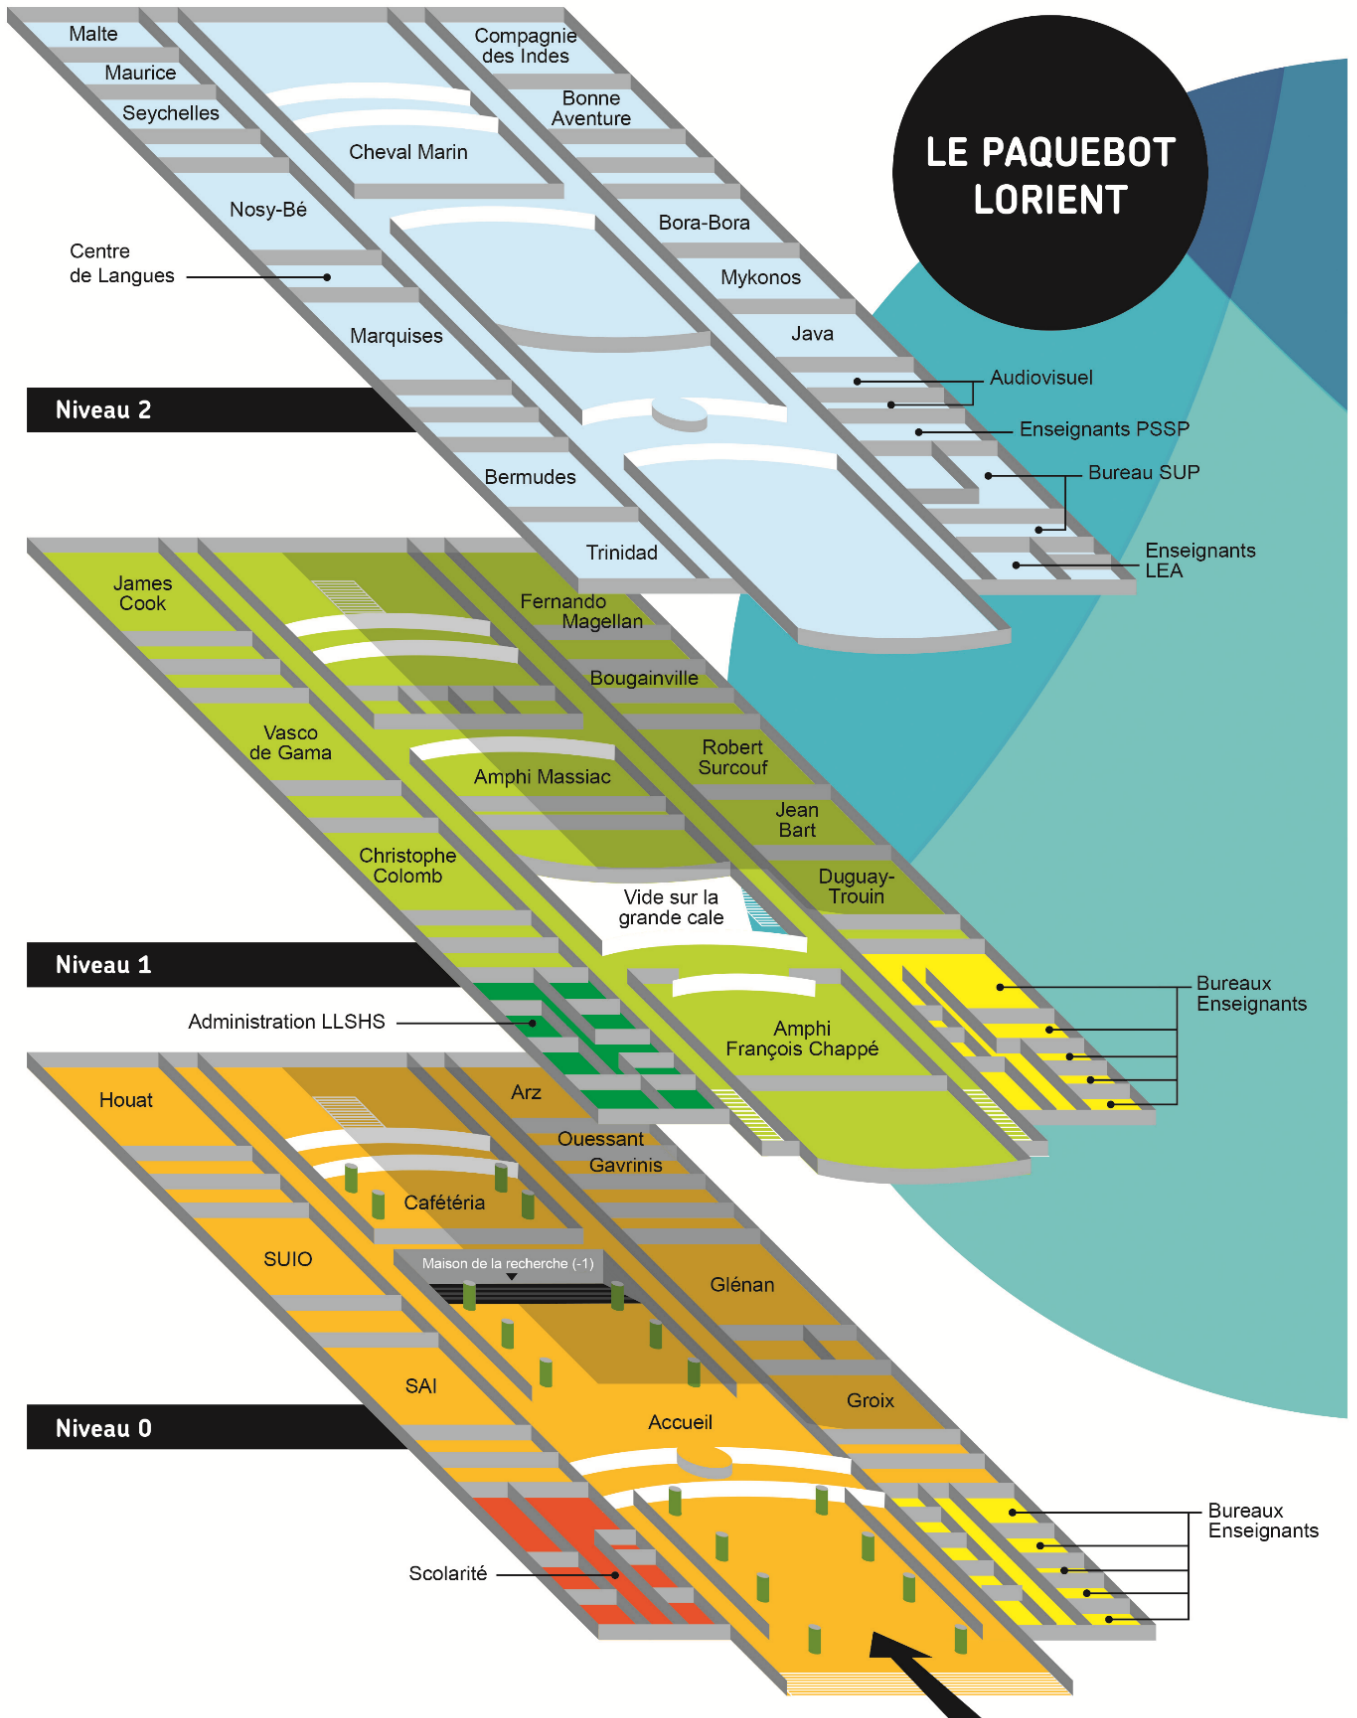 LE PAQUEBOT
LORIENT
Malte
Maurice
Seychelles
Compagnie
des Indes
Bonne
Aventure
Cheval Marin
Nosy-Bé
Bora-Bora
Centre
de Langues
Mykonos
Marquises
Java
Audiovisuel
Niveau 2
Enseignants PSSP
Bermudes
Bureau SUP
Trinidad
Enseignants
LEA
James
Cook
Fernando
Magellan
Bougainville
Vasco
de Gama
Robert
Surcouf
Amphi Massiac
Jean
Bart
Christophe
Colomb
Duguay-
Trouin
Vide sur la
grande cale
Niveau 1
Bureaux
Enseignants
Administration LLSHS
Amphi
François Chappé
Houat
Arz
Ouessant
Gavrinis
Cafétéria
SUIO
Maison de la recherche (-1)
Glénan
SAI
Groix
Niveau 0
Accueil
Bureaux
Enseignants
Scolarité